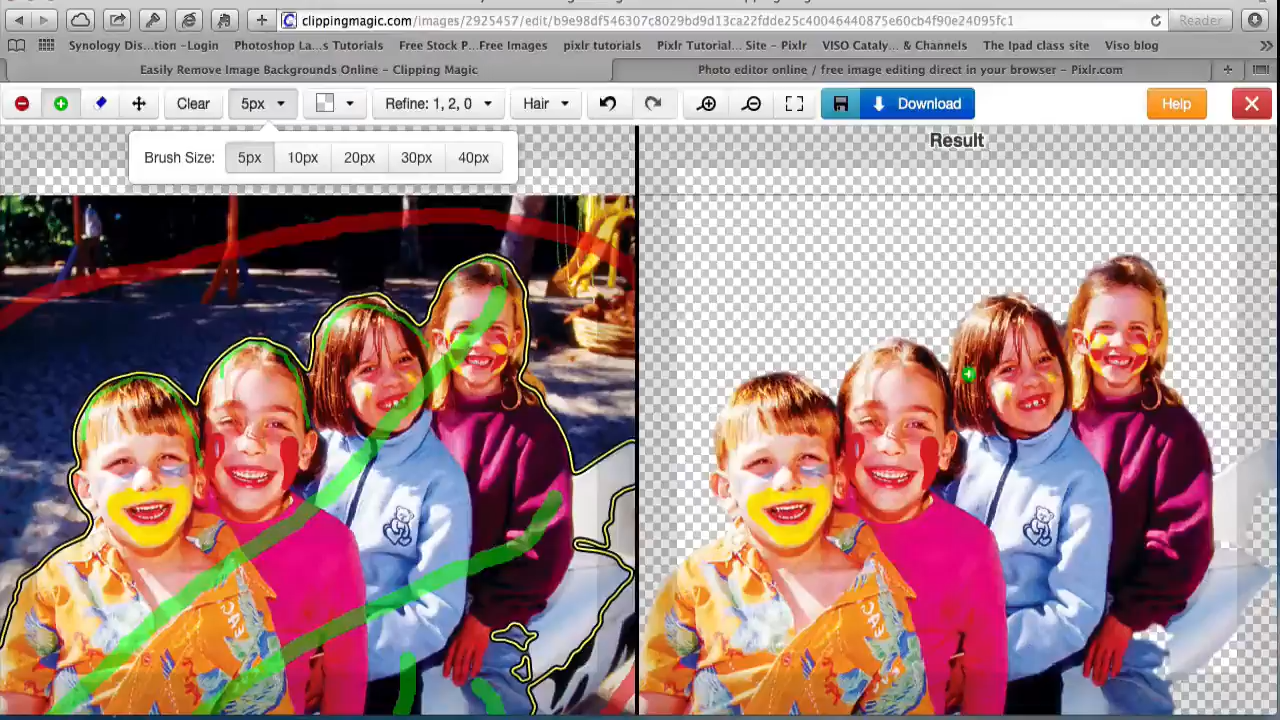 clippingmagic.com/images/2925457/edit/b9e98df546307c8029bd9d13ca22fdde25c40046440875e60cb4f90e24095fc1
Reader
Synology Dis...tion -Login Photoshop La...s Tutorials Free Stock P...Free Images pixlr tutorials Pixlr Tutorial... Site - Pixlr VISO Cataly... & Channels The Ipad class site Viso blog
Easily Remove Image Backgrounds Online - Clipping Magic Photo editor online / free image editing direct in your browser - Pixlr.com
Clear 5px Refine: 1, 2, 0 Hair Download Help
Result
Brush Size: 5px 10px 20px 30px 40px